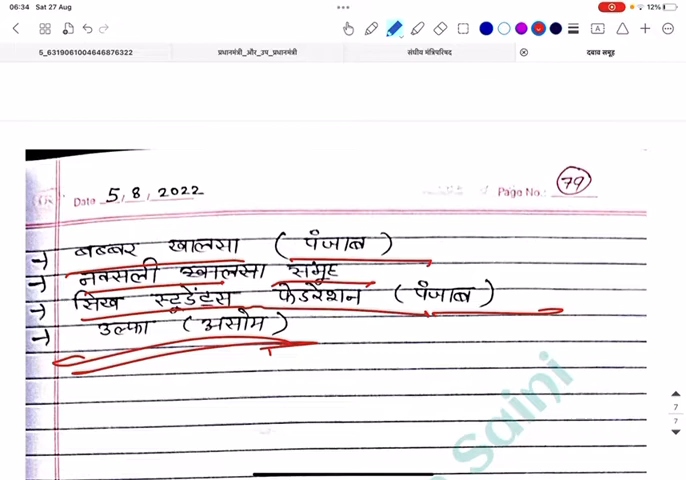 06:34 Sat 27 Aug
12%
5_6319061004646876322
प्रधानमंत्री_और_उप_प्रधानमंत्री
संघीय मंत्रिपरिषद
दबाव समूह
Date 5,8,2022
Page No.: 79
→ बब्बर खालसा (पंजाब)
→ नक्सली खालसा समूह
→ सिख स्टूडेंट्स फेडरेशन (पंजाब)
→ उल्फा (असोम)
Saini
7
7